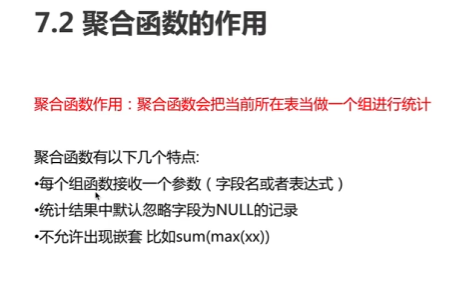 7.2 聚合函数的作用
聚合函数作用：聚合函数会把当前所在表当做一个组进行统计
聚合函数有以下几个特点:
•每个组函数接收一个参数（字段名或者表达式）
•统计结果中默认忽略字段为NULL的记录
•不允许出现嵌套 比如sum(max(xx))